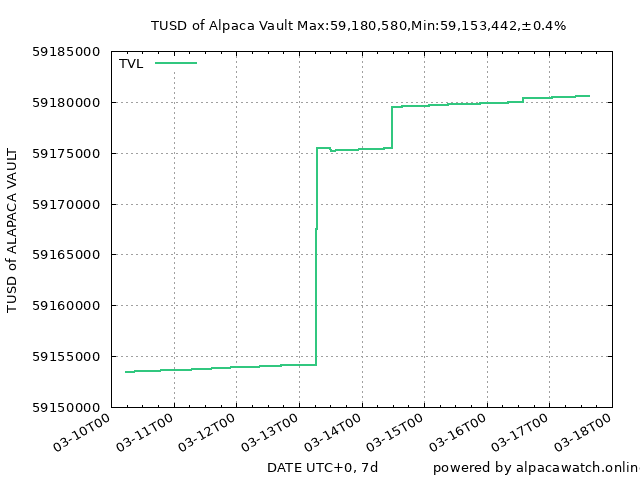 TUSD of Alpaca Vault Max:59,180,580,Min:59,153,442,±0.4%
TVL
59185000
59180000
59175000
59170000
59165000
59160000
59155000
59150000
TUSD of ALAPACA VAULT
03-10T00
03-11T00
03-12T00
03-13T00
03-14T00
03-15T00
03-16T00
03-17T00
03-18T00
DATE UTC+0, 7d
powered by alpacawatch.onlin